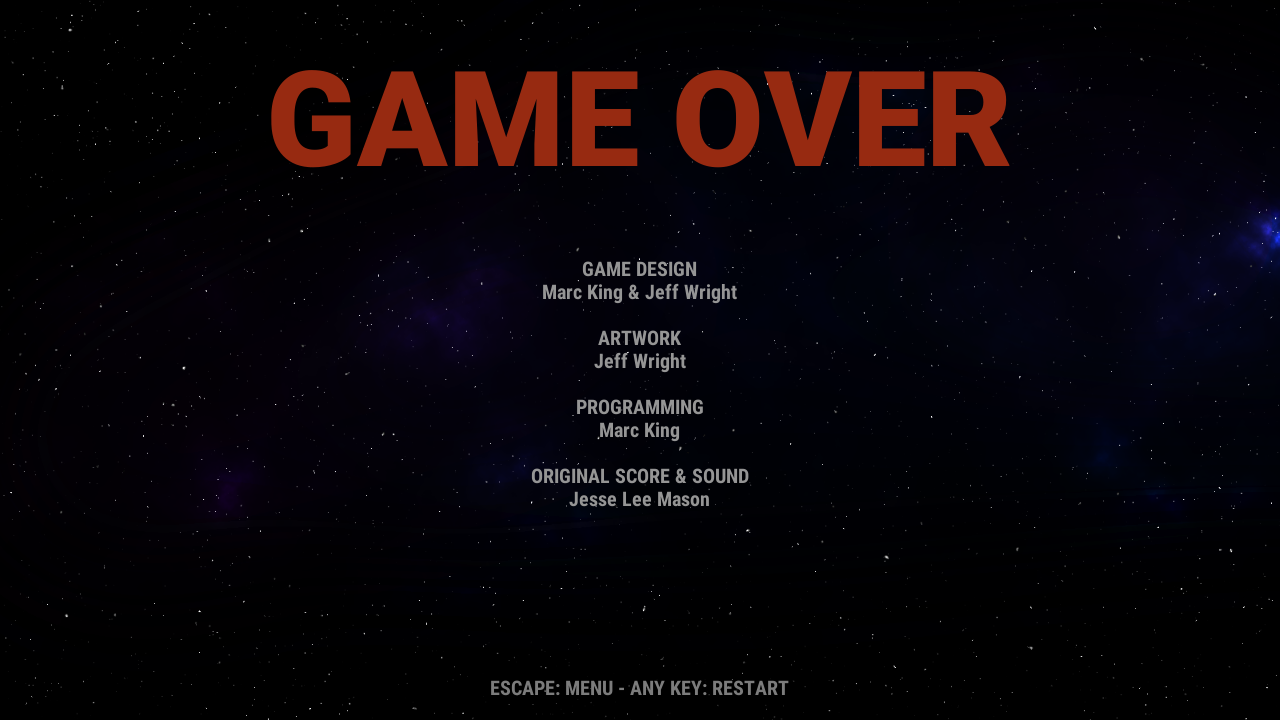 GAME OVER
GAME DESIGN
Marc King & Jeff Wright
ARTWORK
Jeff Wright
PROGRAMMING
Marc King
ORIGINAL SCORE & SOUND
Jesse Lee Mason
ESCAPE: MENU - ANY KEY: RESTART